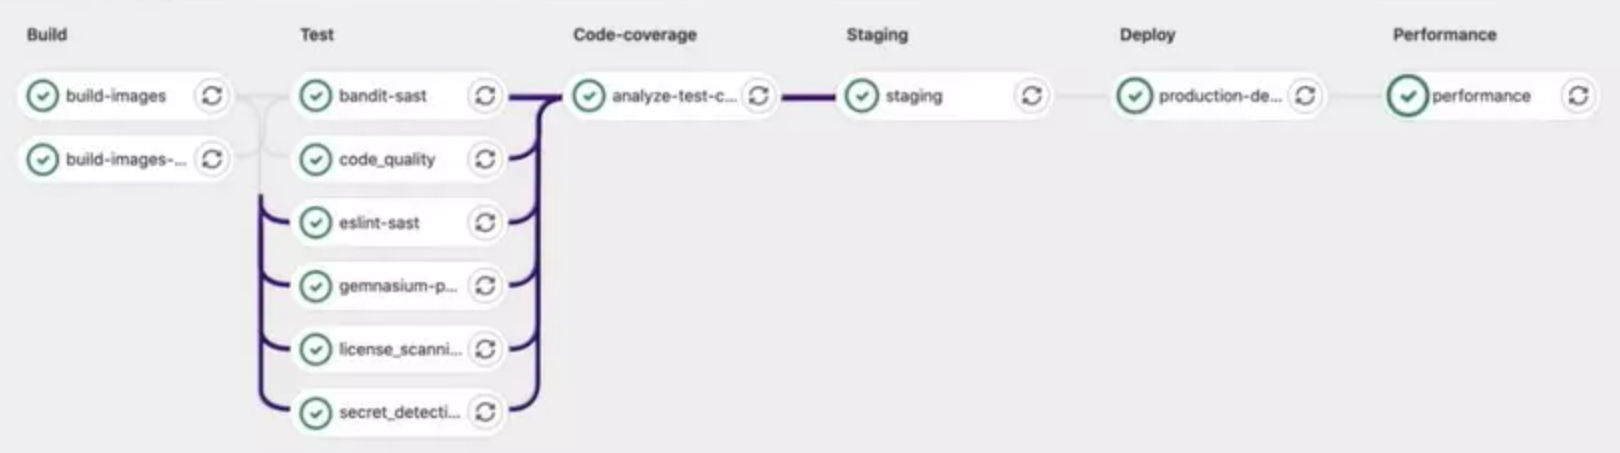 Build
Test
Code-coverage
Staging
Deploy
Performance
build-images
bandit-sast
analyze-test-c...
staging
production-de...
performance
build-images-...
code_quality
eslint-sast
gemnasium-p...
license_scanni...
secret_detecti...